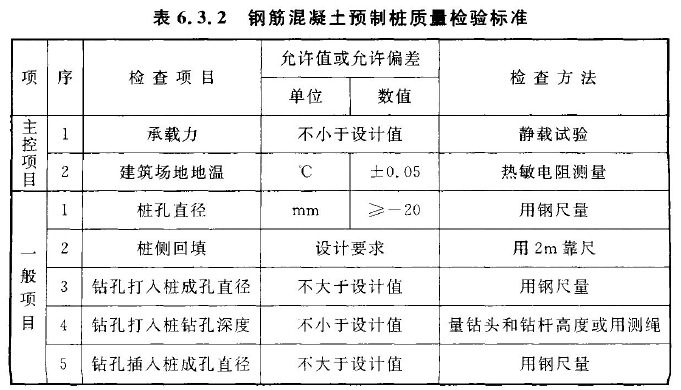 表 6.3.2 钢筋混凝土预制桩质量检验标准
项 序 检查项目 允许值或允许偏差 检查方法
单位 数值
主控项目 1 承载力 不小于设计值 静载试验
2 建筑场地地温 ℃ ±0.05 热敏电阻测量
一般项目 1 桩孔直径 mm ≥-20 用钢尺量
2 桩侧回填 设计要求 用2m靠尺
3 钻孔打入桩成孔直径 不大于设计值 用钢尺量
4 钻孔打入桩钻孔深度 不小于设计值 量钻头和钻杆高度或用测绳
5 钻孔插入桩成孔直径 不大于设计值 用钢尺量